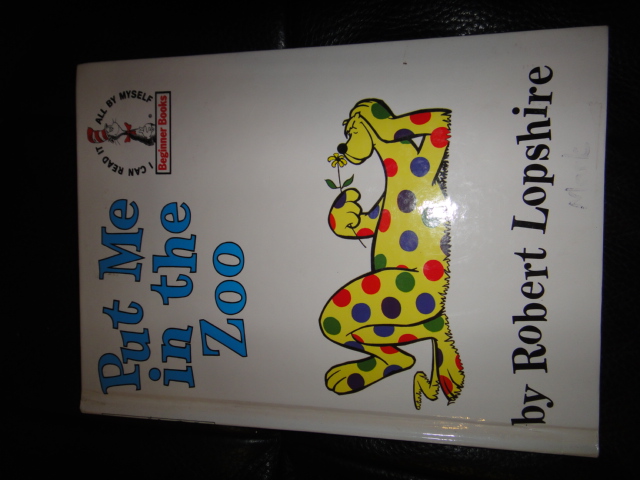 I CAN READ IT ALL BY MYSELF
Beginner Books
Put Me
in the
Zoo
by Robert Lopshire